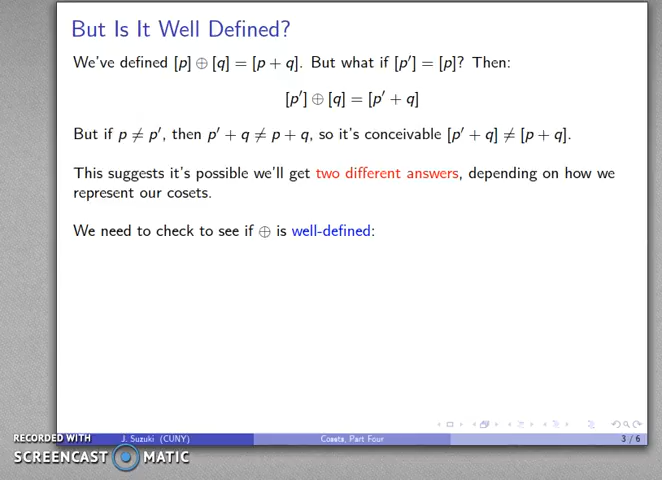 But Is It Well Defined?
We've defined [p] ⊕ [q] = [p + q]. But what if [p′] = [p]? Then:
[p′] ⊕ [q] = [p′ + q]
But if p ≠ p′, then p′ + q ≠ p + q, so it's conceivable [p′ + q] ≠ [p + q].
This suggests it's possible we'll get two different answers, depending on how we
represent our cosets.
We need to check to see if ⊕ is well-defined:
J. Suzuki (CUNY)
Cosets, Part Four
3 / 6
RECORDED WITH
SCREENCAST MATIC